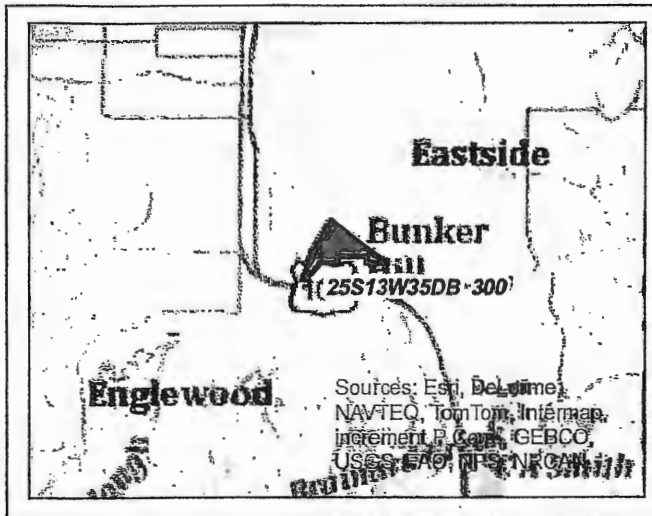 Eastside
Bunker
Hill
25S13W35DB-300
Englewood
Sources: Esri, DeLorme,
NAVTEQ, TomTom, Intermap,
increment P Corp., GEBCO,
USGS, FAO, NPS, NRCAN,